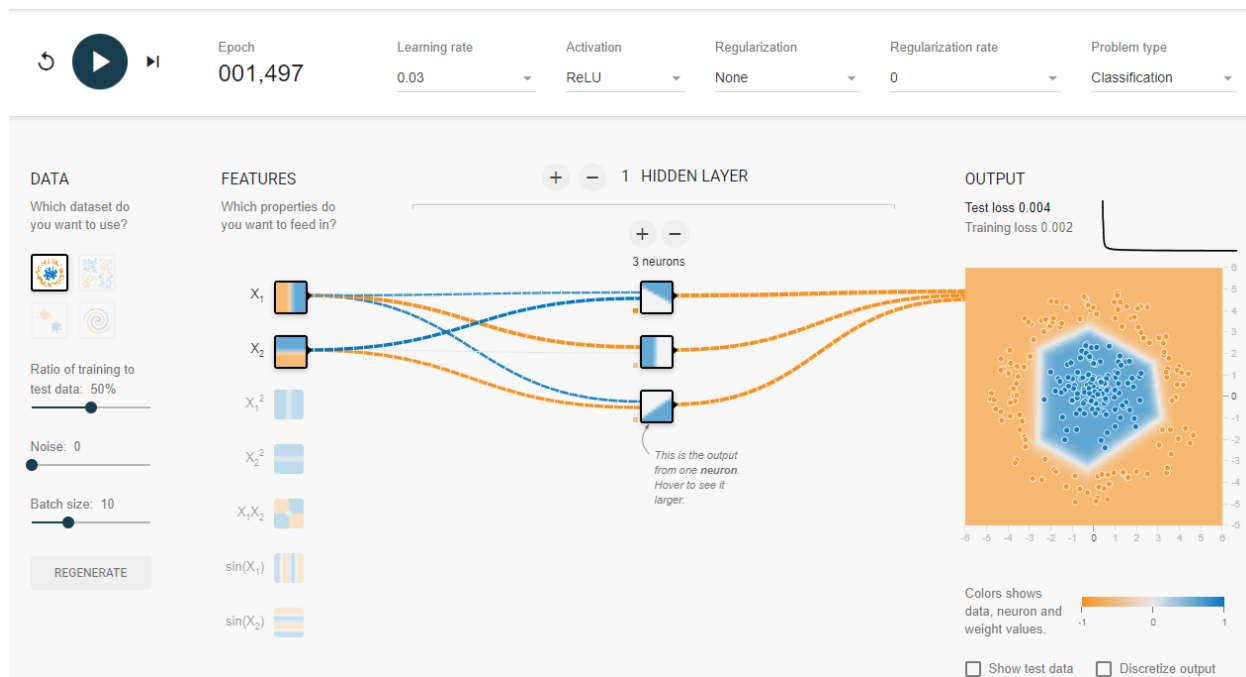 Epoch
001,497
Learning rate
0.03
Activation
ReLU
Regularization
None
Regularization rate
0
Problem type
Classification
DATA
Which dataset do
you want to use?
Ratio of training to
test data: 50%
Noise: 0
Batch size: 10
REGENERATE
FEATURES
Which properties do
you want to feed in?
X₁
X₂
X₁²
X₂²
X₁X₂
sin(X₁)
sin(X₂)
+ − 1 HIDDEN LAYER
+ −
3 neurons
This is the output
from one neuron.
Hover to see it
larger.
OUTPUT
Test loss 0.004
Training loss 0.002
6
5
4
3
2
1
0
-1
-2
-3
-4
-5
-6
-6 -5 -4 -3 -2 -1 0 1 2 3 4 5 6
Colors shows
data, neuron and
weight values.
-1 0 1
Show test data
Discretize output